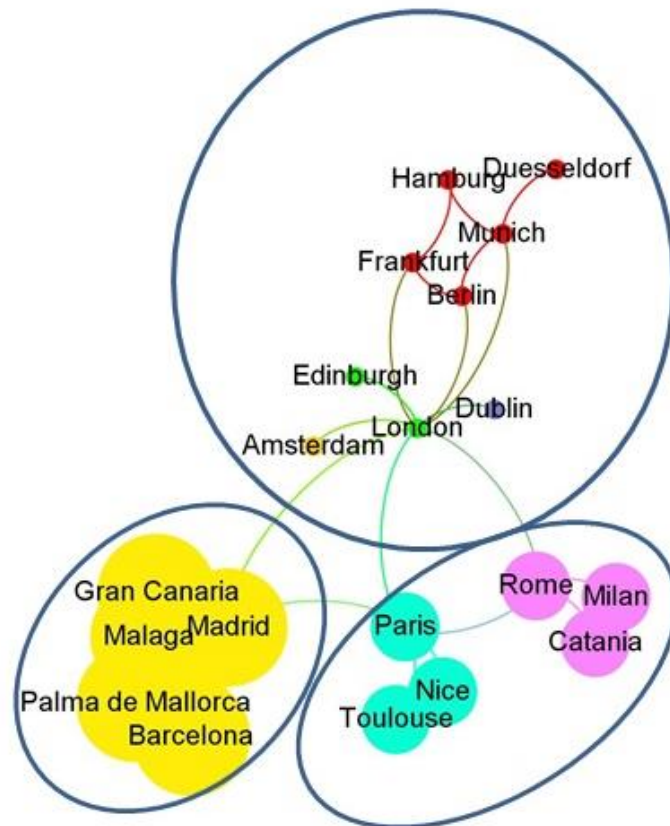 Duesseldorf
Hamburg
Munich
Frankfurt
Berlin
Edinburgh
Dublin
London
Amsterdam
Gran Canaria
Malaga
Madrid
Palma de Mallorca
Barcelona
Paris
Nice
Toulouse
Rome
Milan
Catania